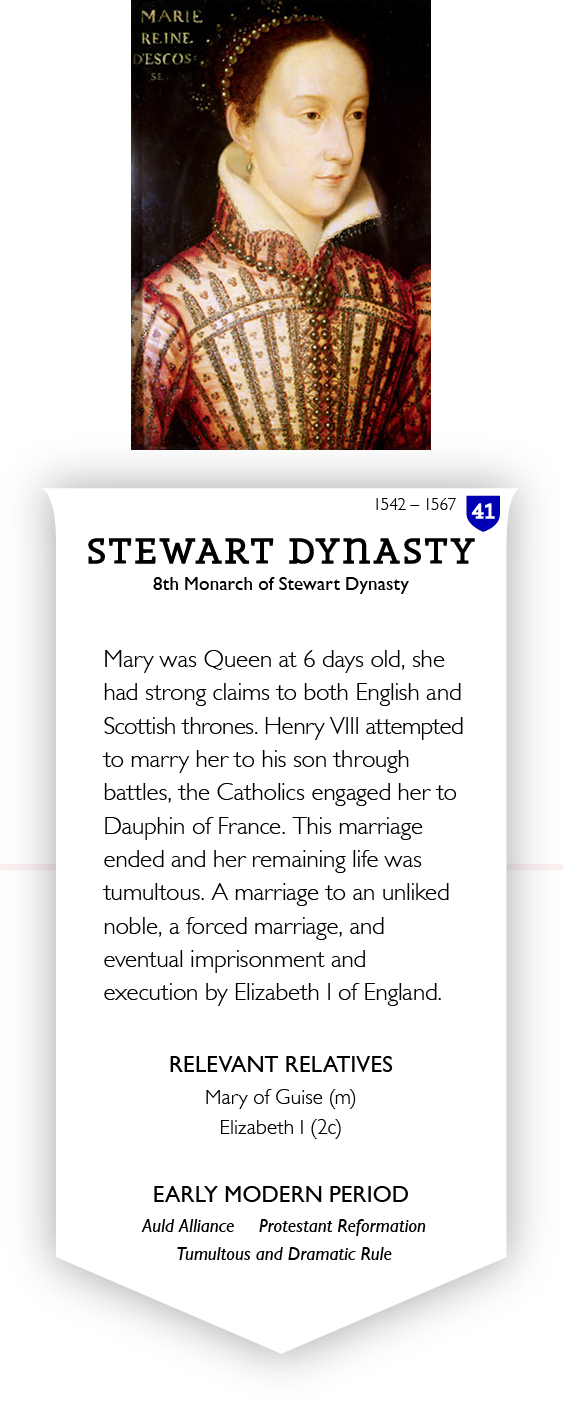 MARIE
REINE
D'ESCOS
SE
1542 – 1567 41
STEWART DYNASTY
8th Monarch of Stewart Dynasty
Mary was Queen at 6 days old, she
had strong claims to both English and
Scottish thrones. Henry VIII attempted
to marry her to his son through
battles, the Catholics engaged her to
Dauphin of France. This marriage
ended and her remaining life was
tumultous. A marriage to an unliked
noble, a forced marriage, and
eventual imprisonment and
execution by Elizabeth I of England.
RELEVANT RELATIVES
Mary of Guise (m)
Elizabeth I (2c)
EARLY MODERN PERIOD
Auld Alliance Protestant Reformation
Tumultous and Dramatic Rule